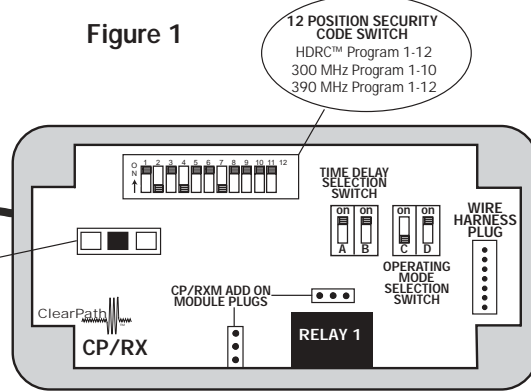 Figure 1
12 POSITION SECURITY
CODE SWITCH
HDRC™ Program 1-12
300 MHz Program 1-10
390 MHz Program 1-12
O
N
1 2 3 4 5 6 7 8 9 10 11 12
TIME DELAY
SELECTION
SWITCH
on on
A B
on on
C D
OPERATING
MODE
SELECTION
SWITCH
WIRE
HARNESS
PLUG
CP/RXM ADD ON
MODULE PLUGS
ClearPath
CP/RX
RELAY 1